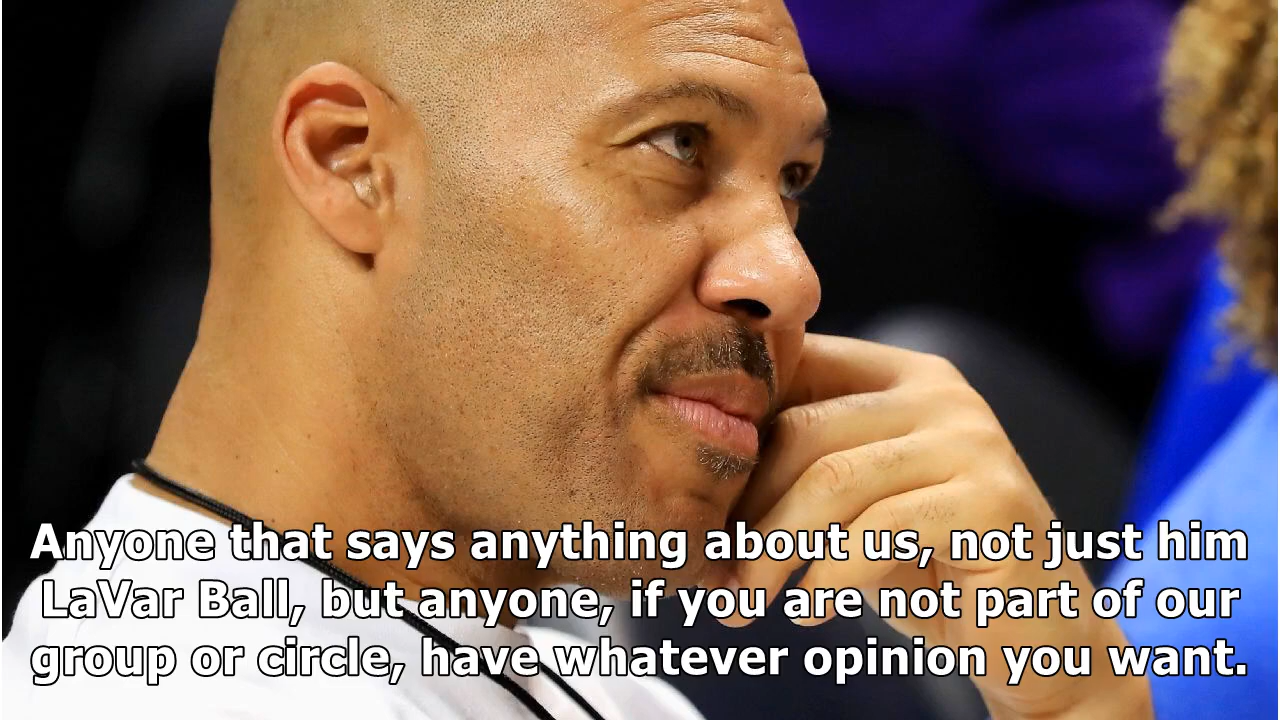 Anyone that says anything about us, not just him
LaVar Ball, but anyone, if you are not part of our
group or circle, have whatever opinion you want.